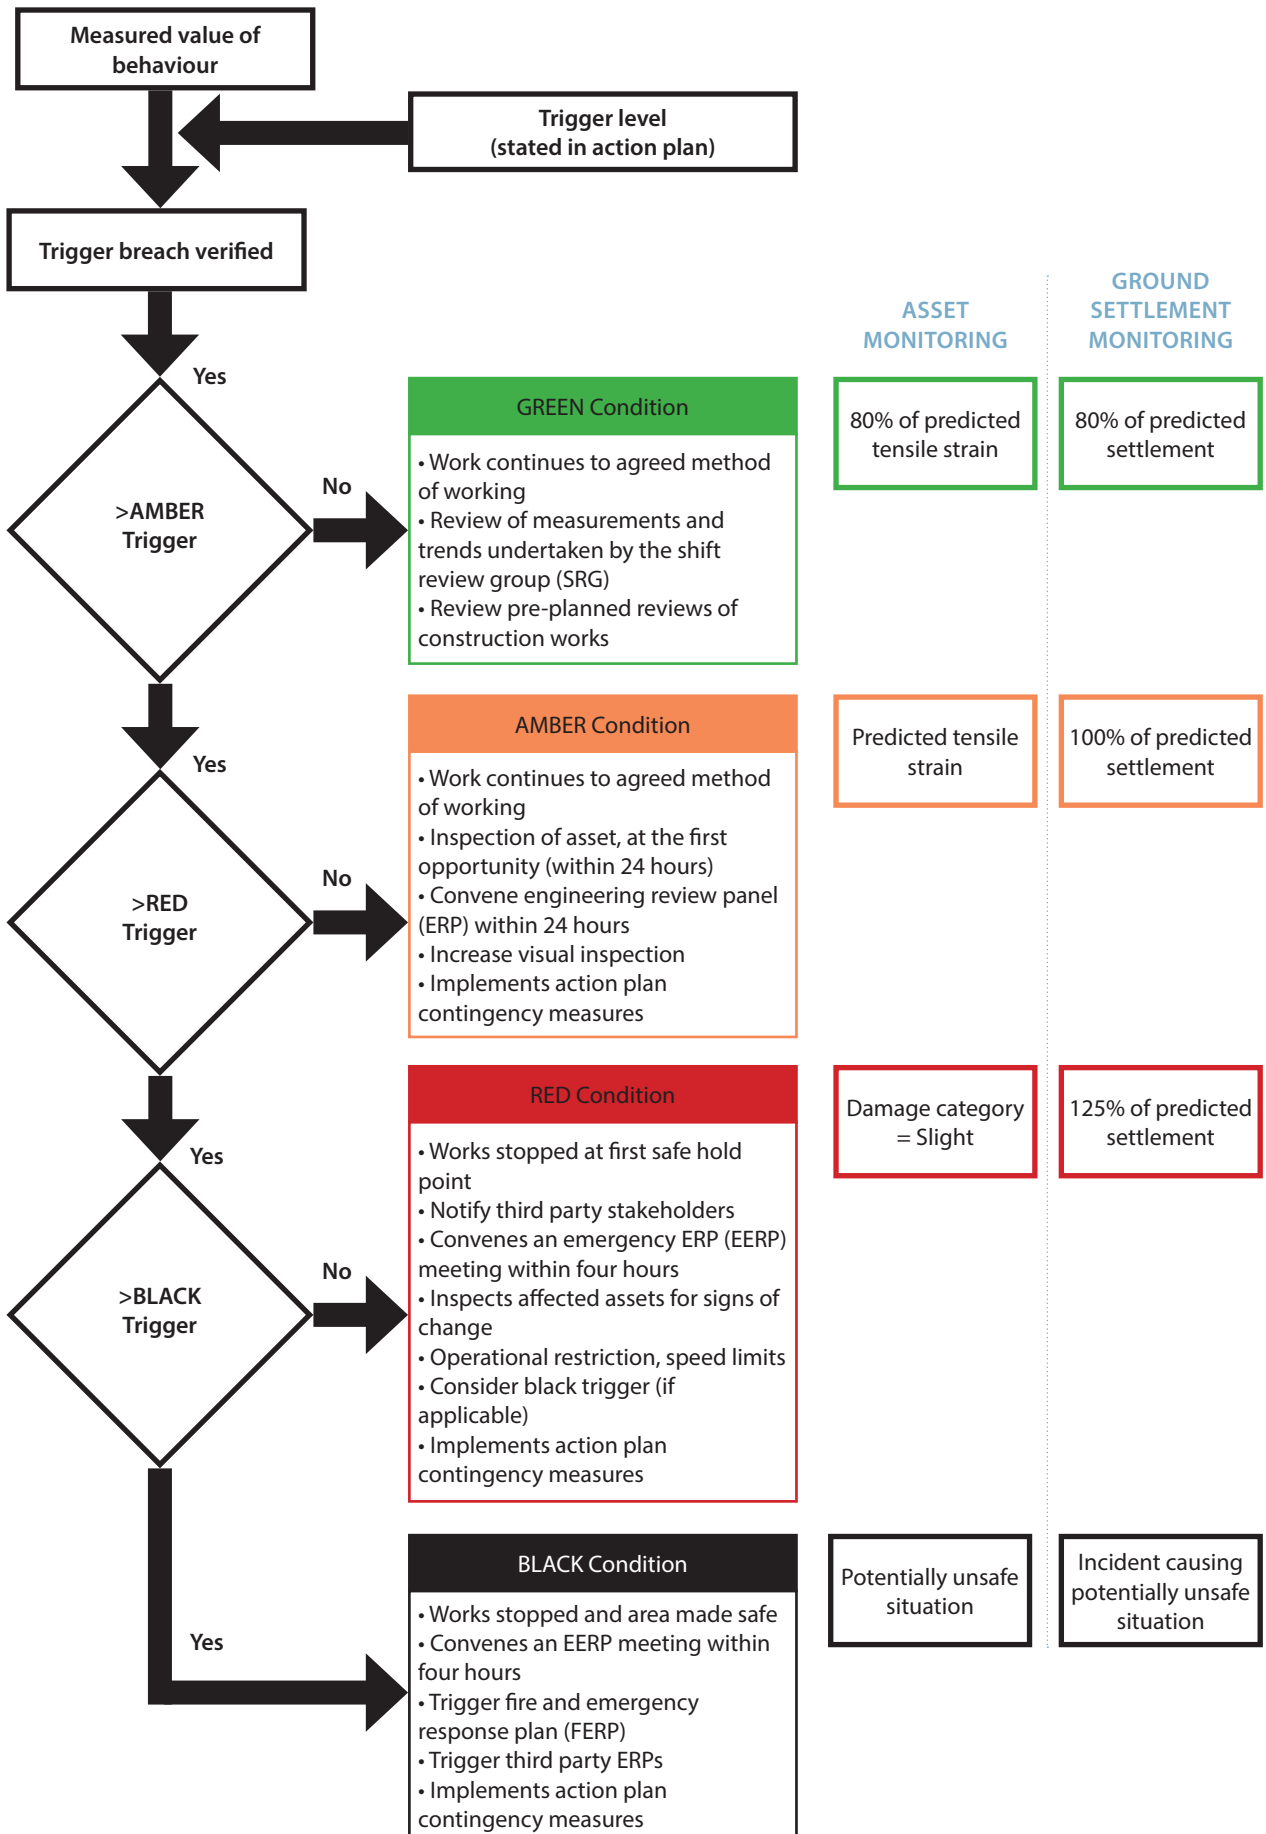 Measured value of
behaviour
Trigger level
(stated in action plan)
Trigger breach verified
ASSET
MONITORING
GROUND
SETTLEMENT
MONITORING
Yes
>AMBER
Trigger
No
GREEN Condition
• Work continues to agreed method
of working
• Review of measurements and
trends undertaken by the shift
review group (SRG)
• Review pre-planned reviews of
construction works
80% of predicted
tensile strain
80% of predicted
settlement
Yes
>RED
Trigger
No
AMBER Condition
• Work continues to agreed method
of working
• Inspection of asset, at the first
opportunity (within 24 hours)
• Convene engineering review panel
(ERP) within 24 hours
• Increase visual inspection
• Implements action plan
contingency measures
Predicted tensile
strain
100% of predicted
settlement
Yes
>BLACK
Trigger
No
RED Condition
• Works stopped at first safe hold
point
• Notify third party stakeholders
• Convenes an emergency ERP (EERP)
meeting within four hours
• Inspects affected assets for signs of
change
• Operational restriction, speed limits
• Consider black trigger (if
applicable)
• Implements action plan
contingency measures
Damage category
= Slight
125% of predicted
settlement
Yes
BLACK Condition
• Works stopped and area made safe
• Convenes an EERP meeting within
four hours
• Trigger fire and emergency
response plan (FERP)
• Trigger third party ERPs
• Implements action plan
contingency measures
Potentially unsafe
situation
Incident causing
potentially unsafe
situation